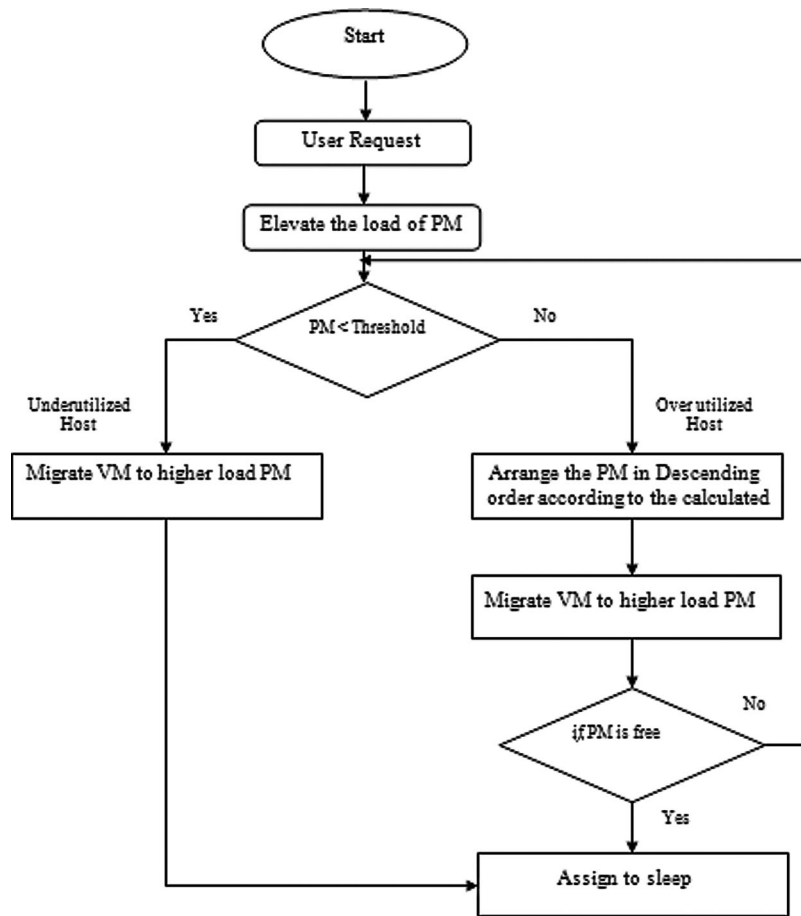 Start
User Request
Elevate the load of PM
Yes
PM < Threshold
No
Underutilized
Host
Over utilized
Host
Migrate VM to higher load PM
Arrange the PM in Descending
order according to the calculated
Migrate VM to higher load PM
No
if PM is free
Yes
Assign to sleep